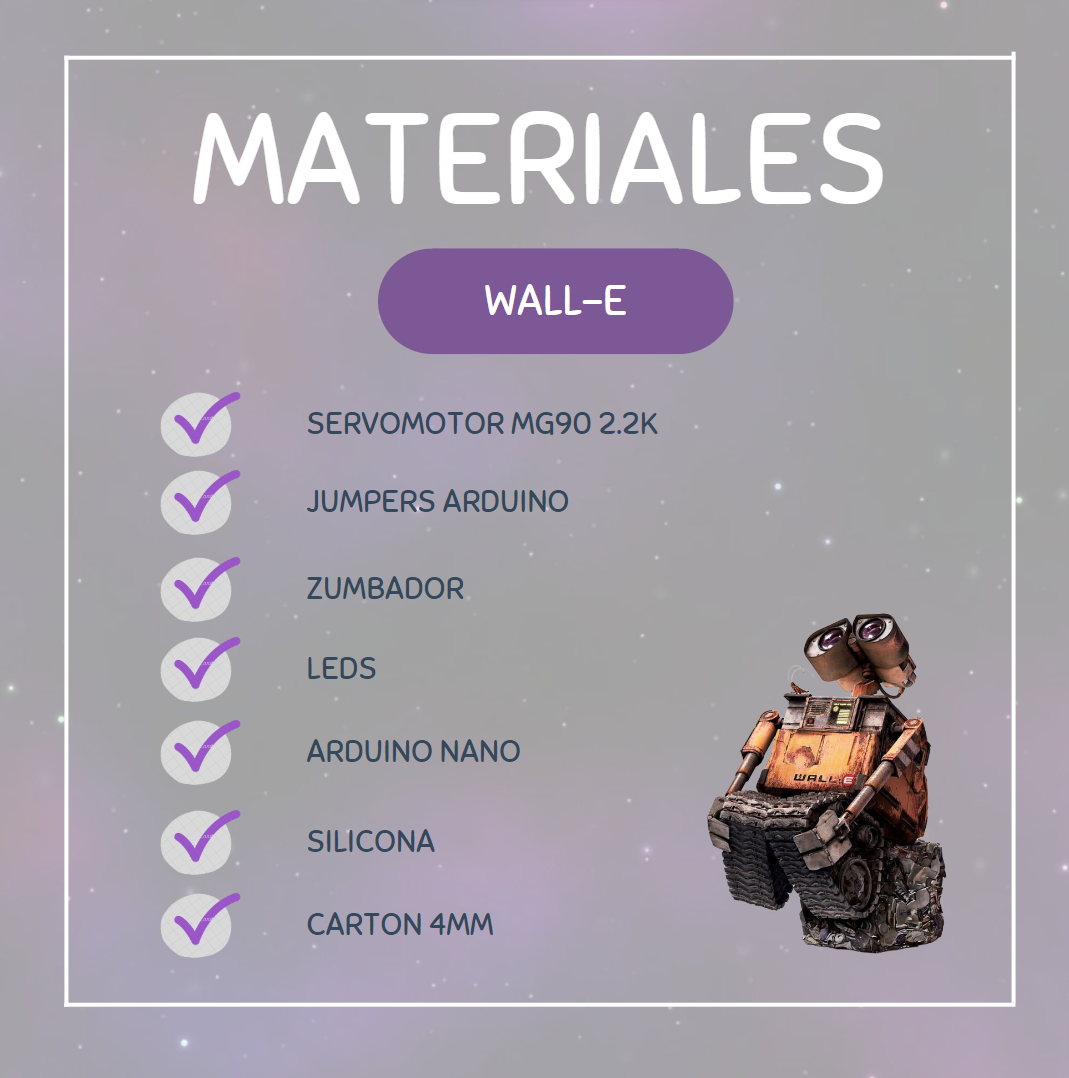 MATERIALES
WALL-E
SERVOMOTOR MG90 2.2K
JUMPERS ARDUINO
ZUMBADOR
LEDS
ARDUINO NANO
WALL-E
SILICONA
CARTON 4MM